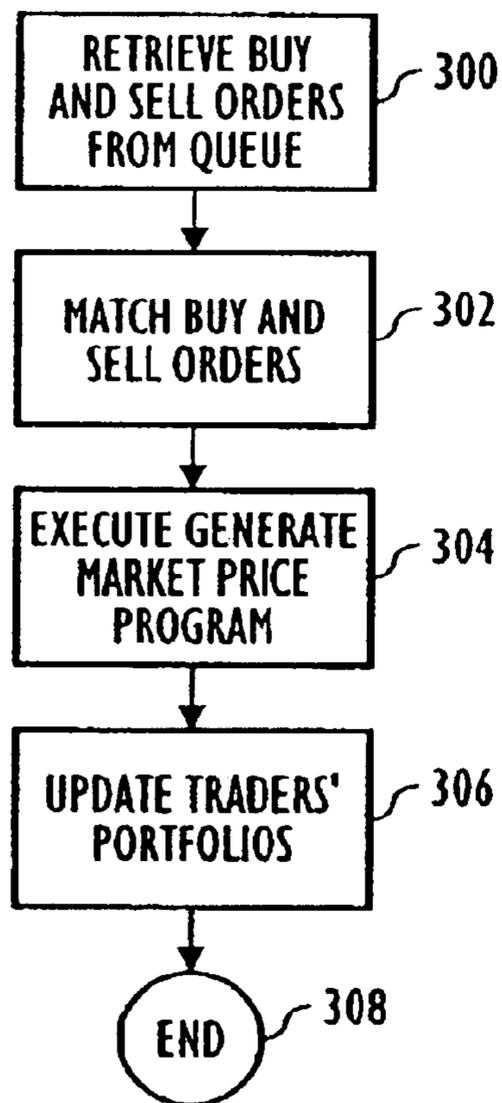 RETRIEVE BUY
AND SELL ORDERS
FROM QUEUE
300
MATCH BUY AND
SELL ORDERS
302
EXECUTE GENERATE
MARKET PRICE
PROGRAM
304
UPDATE TRADERS'
PORTFOLIOS
306
END
308